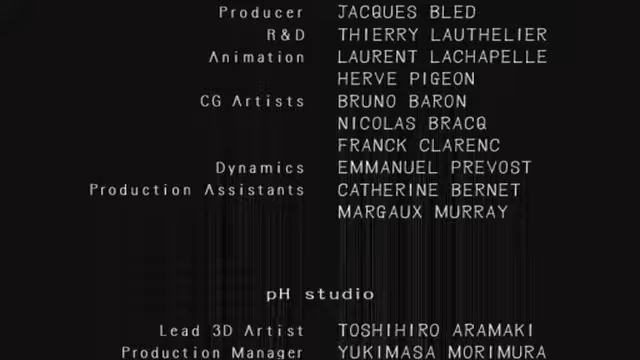 Producer JACQUES BLED
R&D THIERRY LAUTHELIER
Animation LAURENT LACHAPELLE
HERVE PIGEON
CG Artists BRUNO BARON
NICOLAS BRACQ
FRANCK CLARENC
Dynamics EMMANUEL PREVOST
Production Assistants CATHERINE BERNET
MARGAUX MURRAY
pH studio
Lead 3D Artist TOSHIHIRO ARAMAKI
Production Manager YUKIMASA MORIMURA